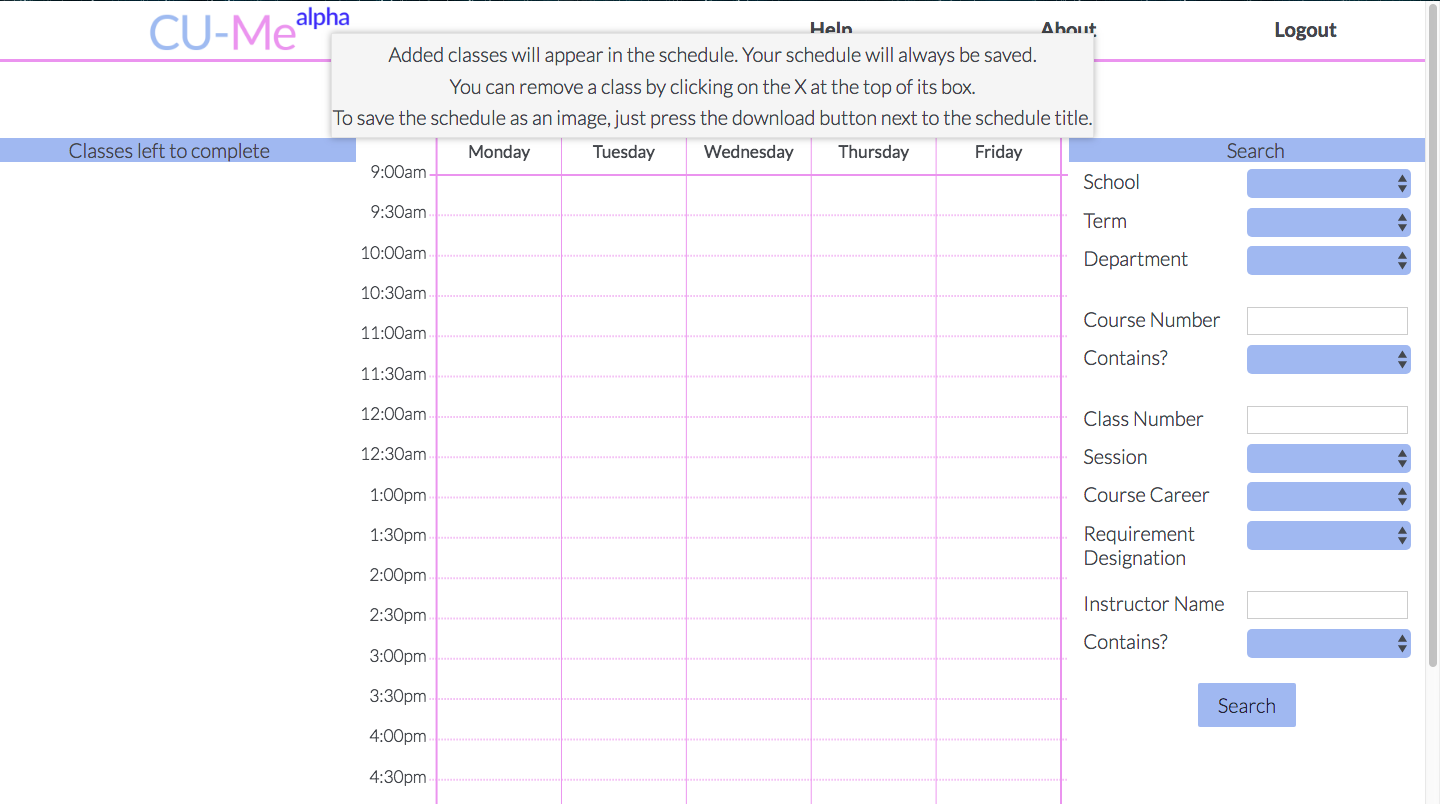 CU-Me alpha
Help
About
Logout
Added classes will appear in the schedule. Your schedule will always be saved.
You can remove a class by clicking on the X at the top of its box.
To save the schedule as an image, just press the download button next to the schedule title.
Classes left to complete
Monday
Tuesday
Wednesday
Thursday
Friday
9:00am
9:30am
10:00am
10:30am
11:00am
11:30am
12:00am
12:30am
1:00pm
1:30pm
2:00pm
2:30pm
3:00pm
3:30pm
4:00pm
4:30pm
Search
School
Term
Department
Course Number
Contains?
Class Number
Session
Course Career
Requirement
Designation
Instructor Name
Contains?
Search